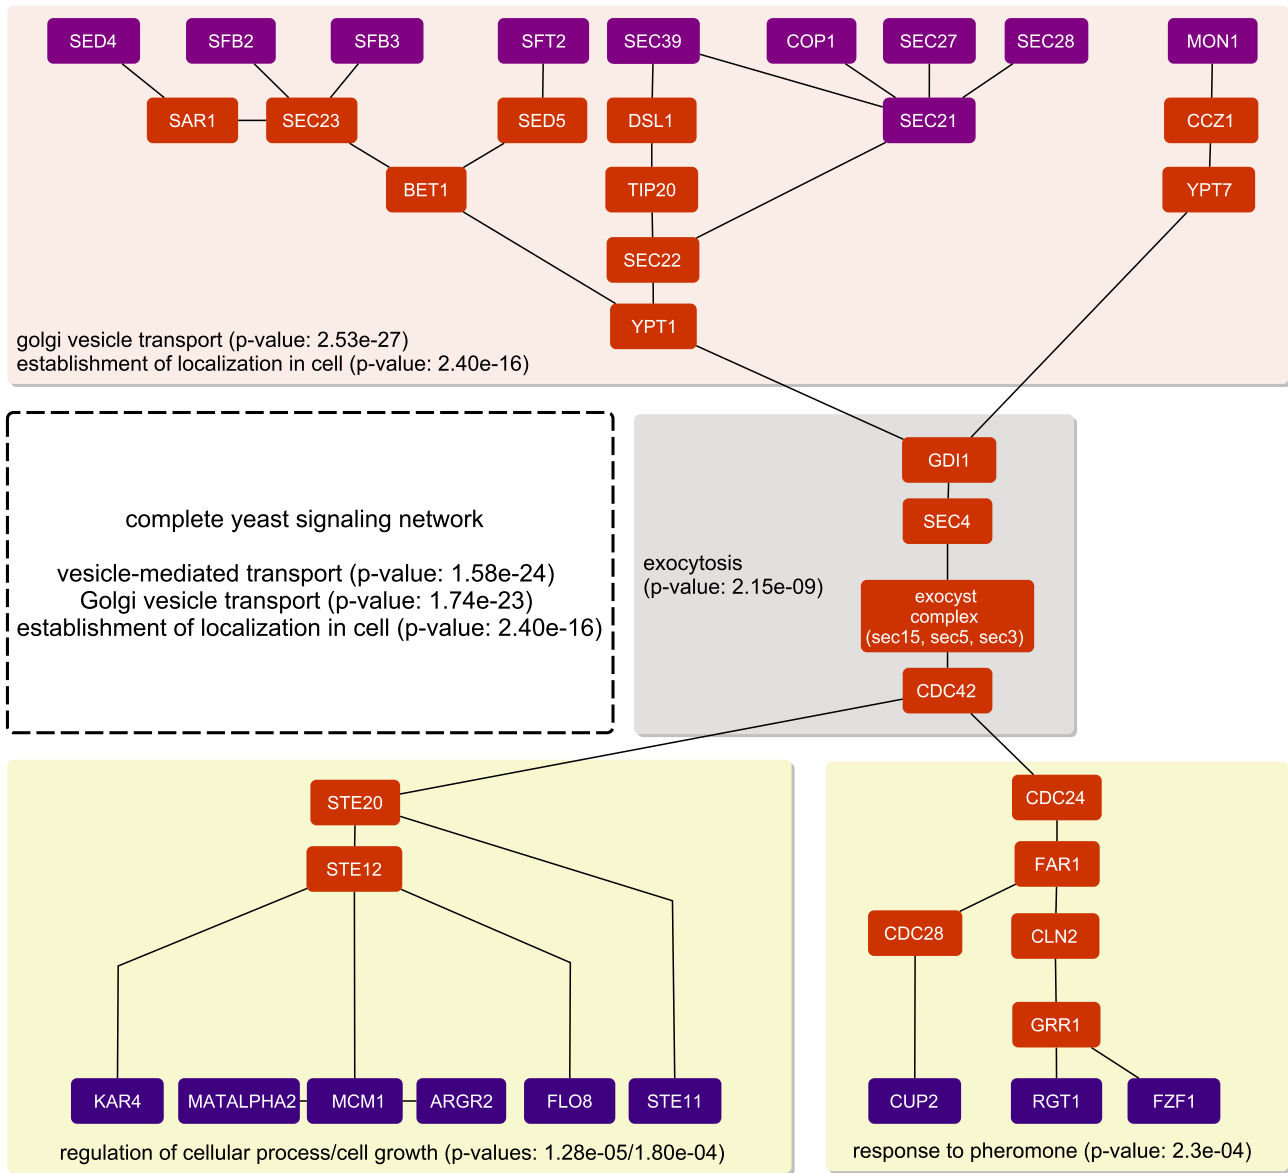 SED4
SFB2
SFB3
SFT2
SEC39
COP1
SEC27
SEC28
MON1
SAR1
SEC23
SED5
DSL1
SEC21
CCZ1
BET1
TIP20
YPT7
SEC22
YPT1
golgi vesicle transport (p-value: 2.53e-27)
establishment of localization in cell (p-value: 2.40e-16)
complete yeast signaling network
vesicle-mediated transport (p-value: 1.58e-24)
Golgi vesicle transport (p-value: 1.74e-23)
establishment of localization in cell (p-value: 2.40e-16)
GDI1
SEC4
exocytosis
(p-value: 2.15e-09)
exocyst
complex
(sec15, sec5, sec3)
CDC42
STE20
STE12
KAR4
MATALPHA2
MCM1
ARGR2
FLO8
STE11
regulation of cellular process/cell growth (p-values: 1.28e-05/1.80e-04)
CDC24
FAR1
CDC28
CLN2
GRR1
CUP2
RGT1
FZF1
response to pheromone (p-value: 2.3e-04)